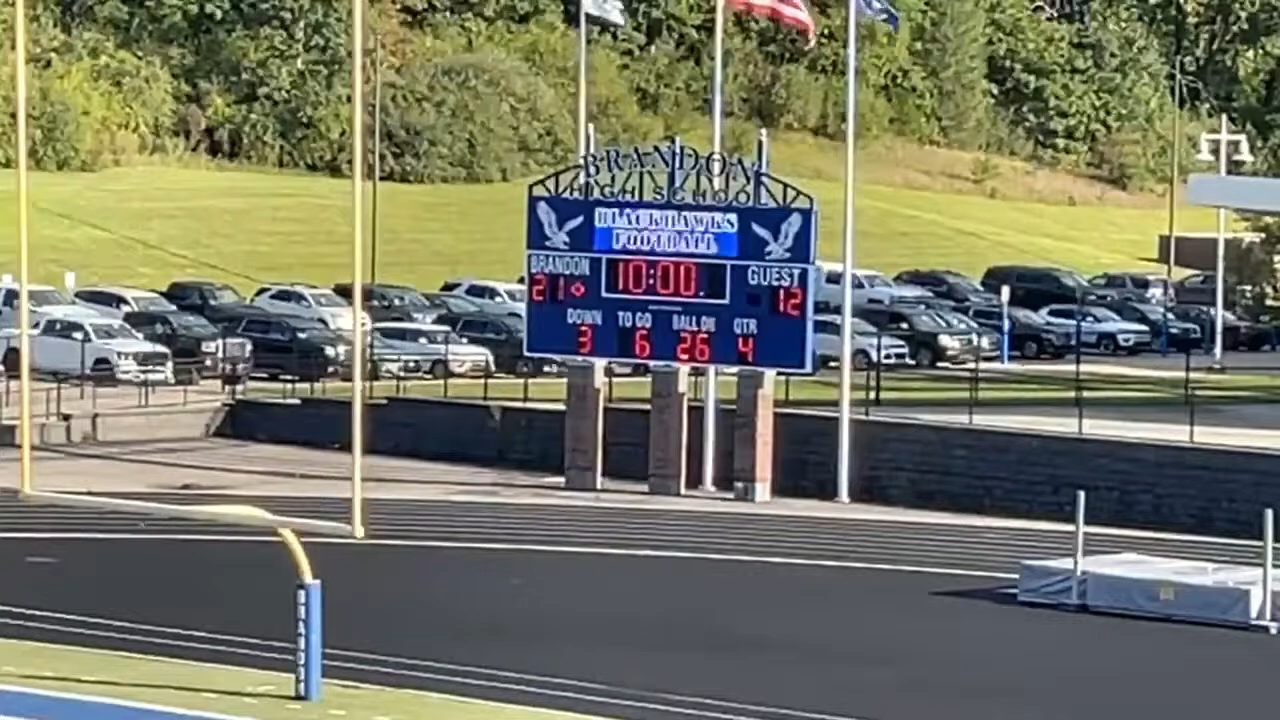 BRANDON
HIGH SCHOOL
BLACKHAWKS
FOOTBALL
BRANDON 10:00 GUEST
21 12
DOWN TO GO BALL ON QTR
3 6 26 4
BRANDON